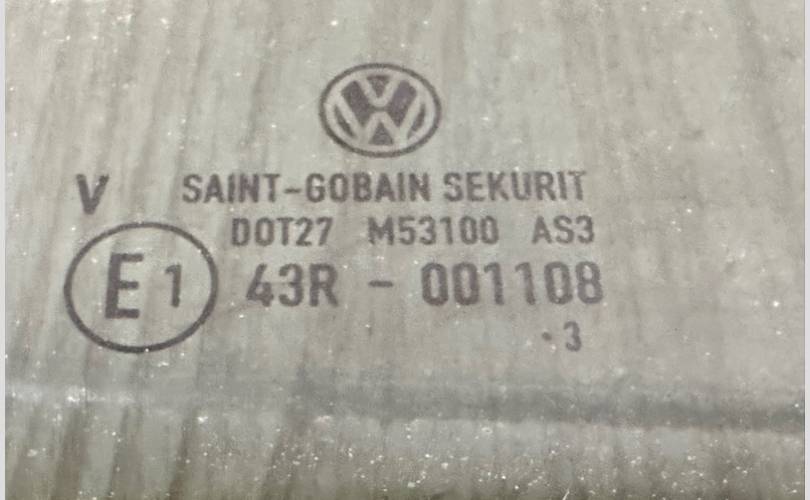 V SAINT-GOBAIN SEKURIT
DOT27 M53100 AS3
E1 43R - 001108
·3